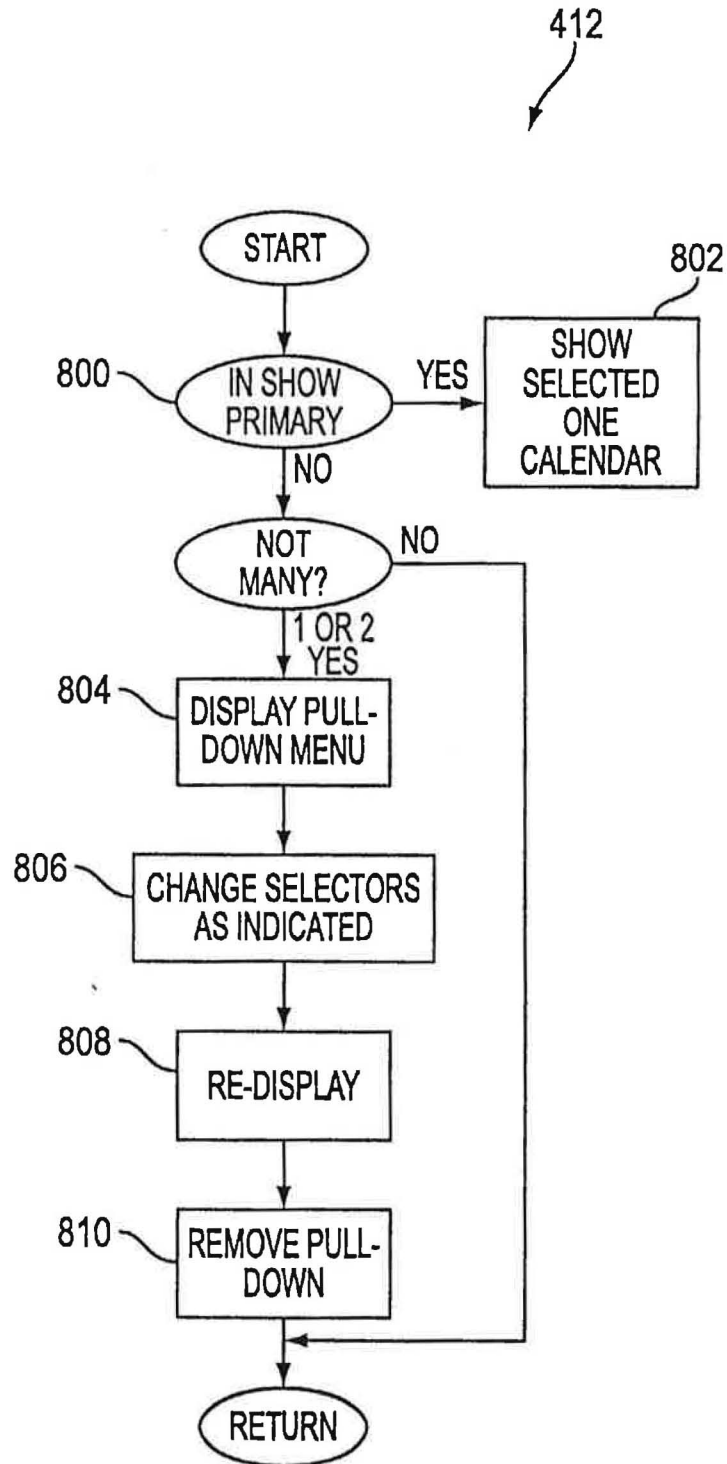 412
START
802
800
IN SHOW
PRIMARY
YES
SHOW
SELECTED
ONE
CALENDAR
NO
NOT
MANY?
NO
1 OR 2
YES
804
DISPLAY PULL-
DOWN MENU
806
CHANGE SELECTORS
AS INDICATED
808
RE-DISPLAY
810
REMOVE PULL-
DOWN
RETURN